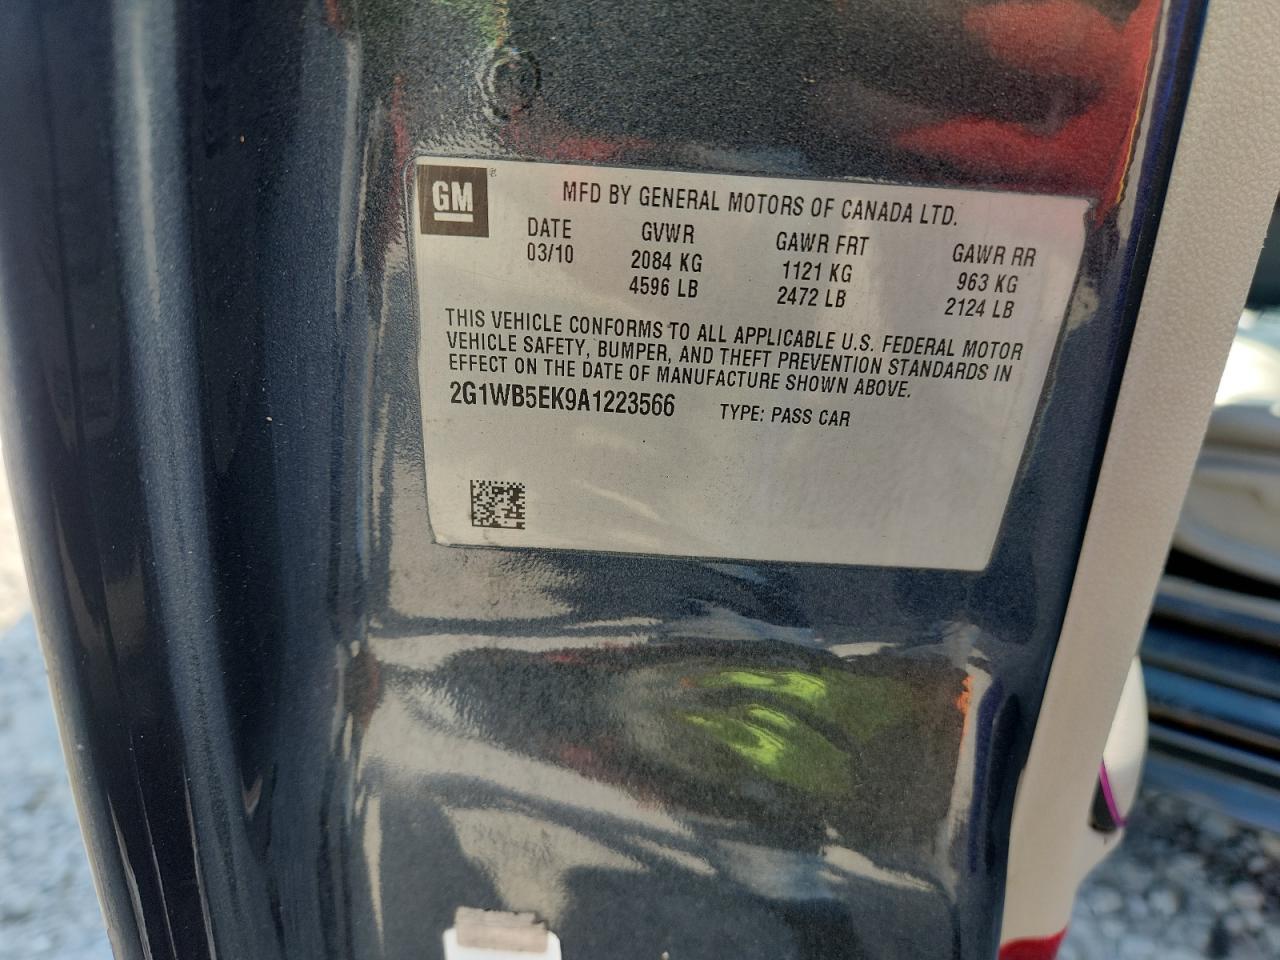 GM
MFD BY GENERAL MOTORS OF CANADA LTD.
DATE GVWR GAWR FRT GAWR RR
03/10 2084 KG 1121 KG 963 KG
4596 LB 2472 LB 2124 LB
THIS VEHICLE CONFORMS TO ALL APPLICABLE U.S. FEDERAL MOTOR
VEHICLE SAFETY, BUMPER, AND THEFT PREVENTION STANDARDS IN
EFFECT ON THE DATE OF MANUFACTURE SHOWN ABOVE.
2G1WB5EK9A1223566 TYPE: PASS CAR